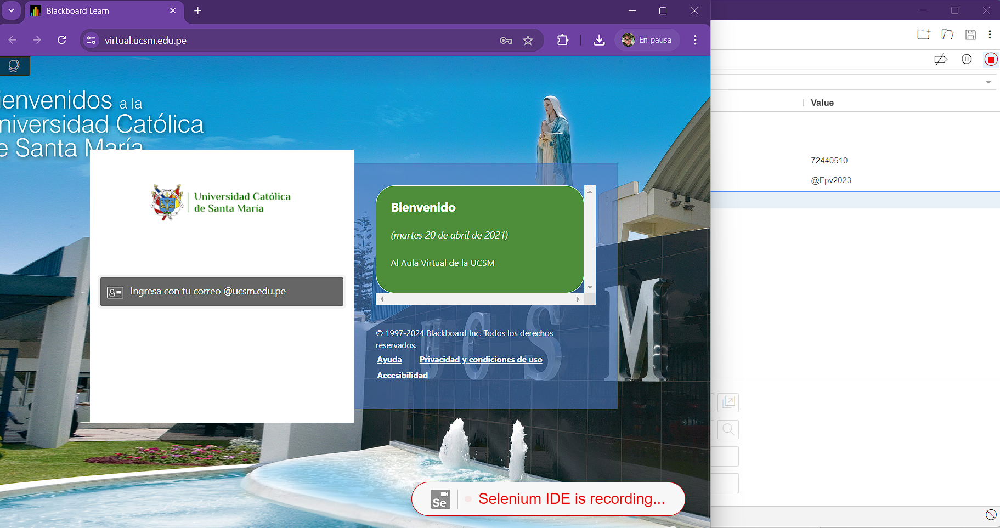 Blackboard Learn
virtual.ucsm.edu.pe
En pausa
ienvenidos a la
niversidad Católica
e Santa María
Universidad Católica
de Santa María
Ingresa con tu correo @ucsm.edu.pe
Bienvenido
(martes 20 de abril de 2021)
Al Aula Virtual de la UCSM
© 1997-2024 Blackboard Inc. Todos los derechos
reservados.
Ayuda Privacidad y condiciones de uso
Accesibilidad
UCSM
Se Selenium IDE is recording...
Value
72440510
@Fpv2023